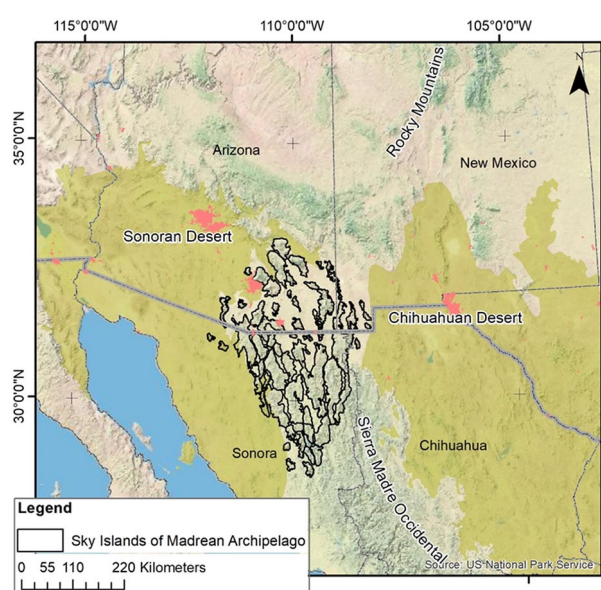 115°0'0"W 110°0'0"W 105°0'0"W
N
35°0'0"N
30°0'0"N
Rocky Mountains
Arizona
New Mexico
Sonoran Desert
Chihuahuan Desert
Sonora
Sierra Madre Occidental
Chihuahua
Legend
Sky Islands of Madrean Archipelago
0 55 110 220 Kilometers
Source: US National Park Service